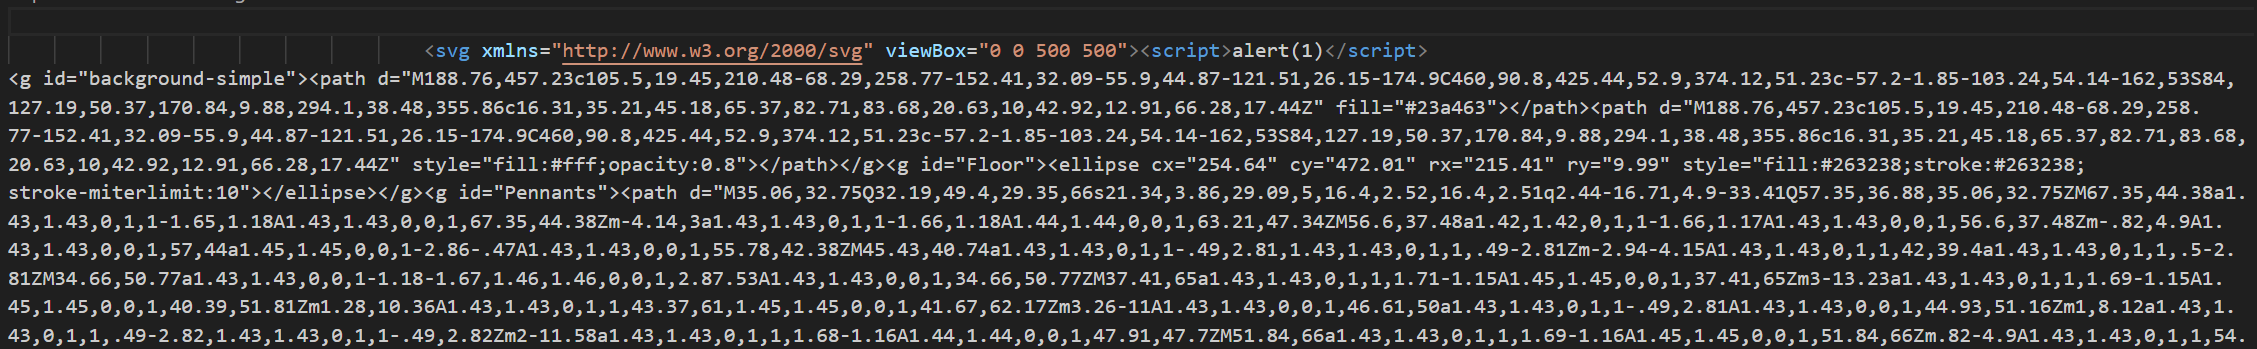 <svg xmlns="http://www.w3.org/2000/svg" viewBox="0 0 500 500"><script>alert(1)</script>
<g id="background-simple"><path d="M188.76,457.23c105.5,19.45,210.48-68.29,258.77-152.41,32.09-55.9,44.87-121.51,26.15-174.9C460,90.8,425.44,52.9,374.12,51.23c-57.2-1.85-103.24,54.14-162,53S84,
127.19,50.37,170.84,9.88,294.1,38.48,355.86c16.31,35.21,45.18,65.37,82.71,83.68,20.63,10,42.92,12.91,66.28,17.44Z" fill="#23a463"></path><path d="M188.76,457.23c105.5,19.45,210.48-68.29,258.
77-152.41,32.09-55.9,44.87-121.51,26.15-174.9C460,90.8,425.44,52.9,374.12,51.23c-57.2-1.85-103.24,54.14-162,53S84,127.19,50.37,170.84,9.88,294.1,38.48,355.86c16.31,35.21,45.18,65.37,82.71,83.68,
20.63,10,42.92,12.91,66.28,17.44Z" style="fill:#fff;opacity:0.8"></path></g><g id="Floor"><ellipse cx="254.64" cy="472.01" rx="215.41" ry="9.99" style="fill:#263238;stroke:#263238;
stroke-miterlimit:10"></ellipse></g><g id="Pennants"><path d="M35.06,32.75Q32.19,49.4,29.35,66s21.34,3.86,29.09,5,16.4,2.52,16.4,2.51q2.44-16.71,4.9-33.41Q57.35,36.88,35.06,32.75ZM67.35,44.38a1.
43,1.43,0,1,1-1.65,1.18A1.43,1.43,0,0,1,67.35,44.38Zm-4.14,3a1.43,1.43,0,1,1-1.66,1.18A1.44,1.44,0,0,1,63.21,47.34ZM56.6,37.48a1.42,1.42,0,1,1-1.66,1.17A1.43,1.43,0,0,1,56.6,37.48Zm-.82,4.9A1.
43,1.43,0,0,1,57,44a1.45,1.45,0,0,1-2.86-.47A1.43,1.43,0,0,1,55.78,42.38ZM45.43,40.74a1.43,1.43,0,1,1-.49,2.81,1.43,1.43,0,1,1,.49-2.81Zm-2.94-4.15A1.43,1.43,0,1,1,42,39.4a1.43,1.43,0,1,1,.5-2.
81ZM34.66,50.77a1.43,1.43,0,0,1-1.18-1.67,1.46,1.46,0,0,1,2.87.53A1.43,1.43,0,0,1,34.66,50.77ZM37.41,65a1.43,1.43,0,1,1,1.71-1.15A1.45,1.45,0,0,1,37.41,65Zm3-13.23a1.43,1.43,0,1,1,1.69-1.15A1.
45,1.45,0,0,1,40.39,51.81Zm1.28,10.36A1.43,1.43,0,1,1,43.37,61,1.45,1.45,0,0,1,41.67,62.17Zm3.26-11A1.43,1.43,0,0,1,46.61,50a1.43,1.43,0,1,1-.49,2.81A1.43,1.43,0,0,1,44.93,51.16Zm1,8.12a1.43,1.
43,0,1,1,.49-2.82,1.43,1.43,0,1,1-.49,2.82Zm2-11.58a1.43,1.43,0,1,1,1.68-1.16A1.44,1.44,0,0,1,47.91,47.7ZM51.84,66a1.43,1.43,0,1,1,1.69-1.16A1.45,1.45,0,0,1,51.84,66Zm.82-4.9A1.43,1.43,0,1,1,54.